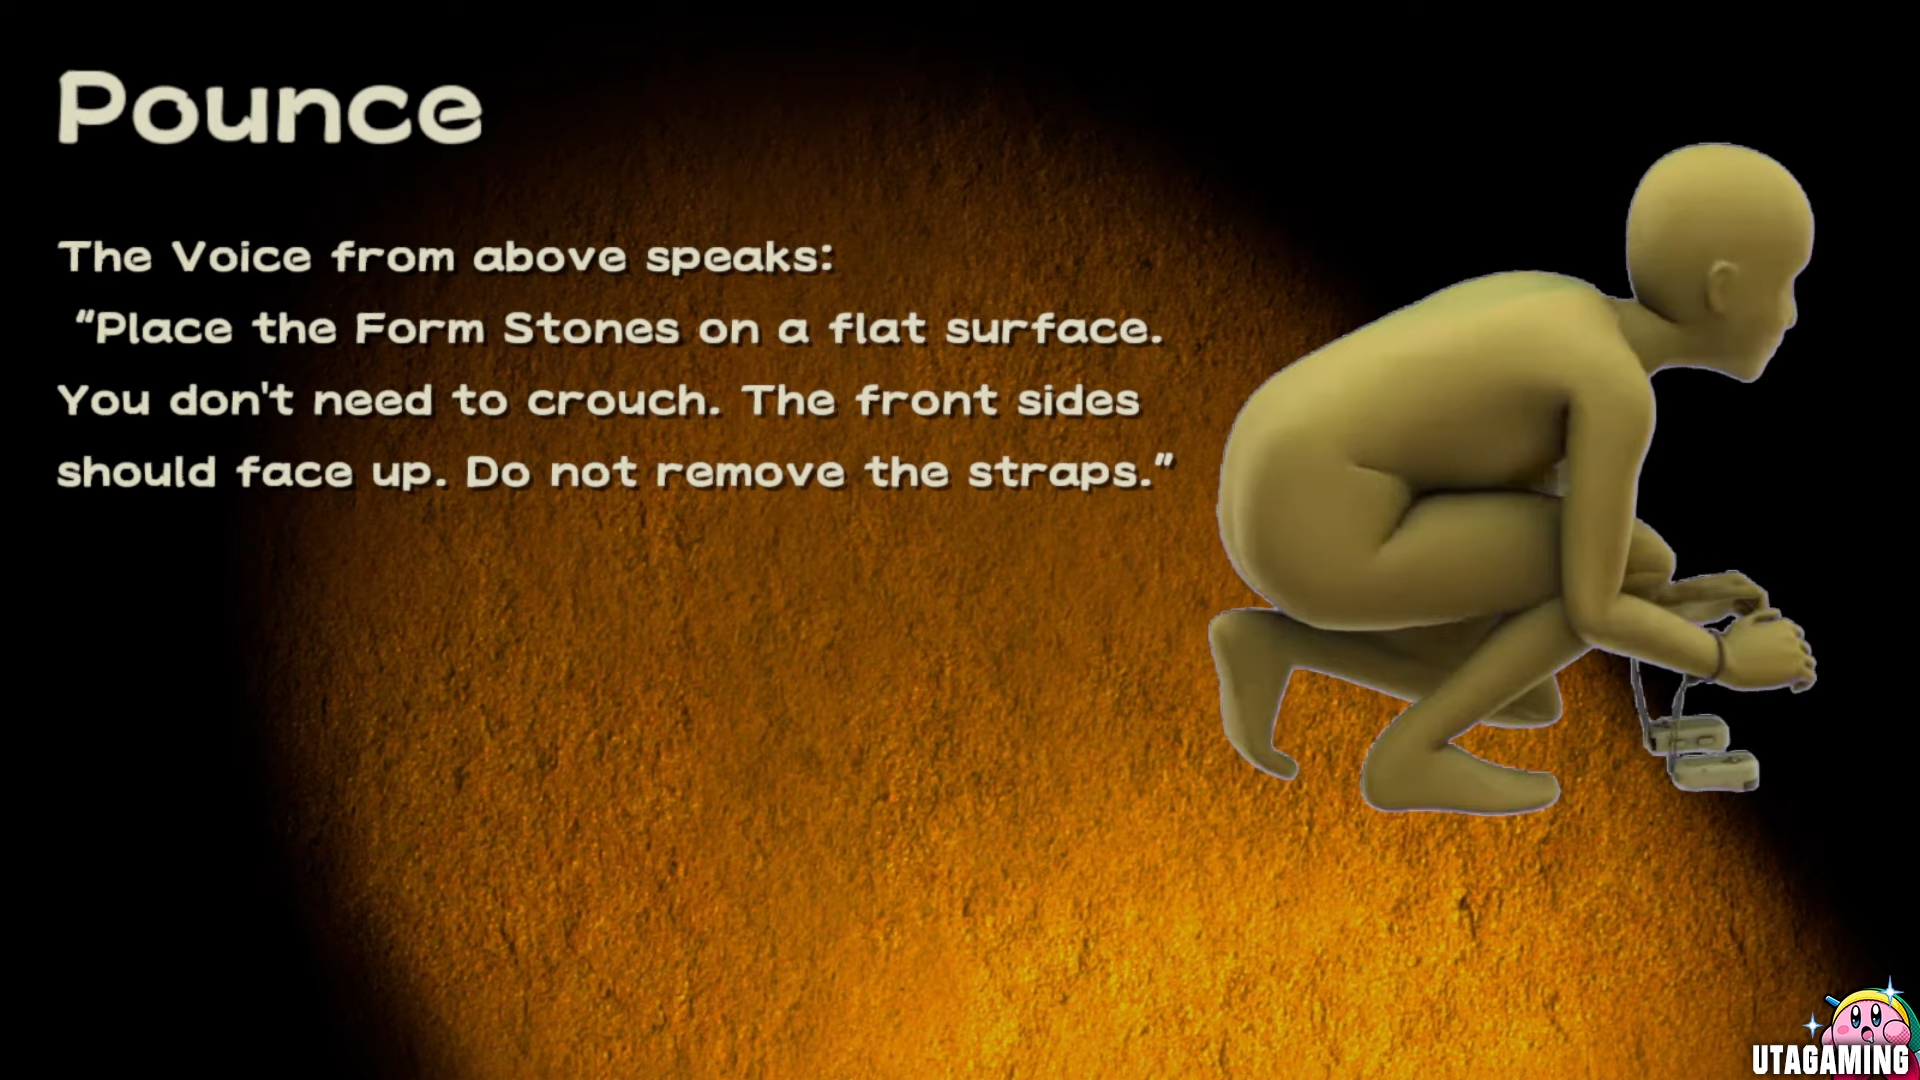 Pounce
The Voice from above speaks:
"Place the Form Stones on a flat surface.
You don't need to crouch. The front sides
should face up. Do not remove the straps."
UTAGAMING